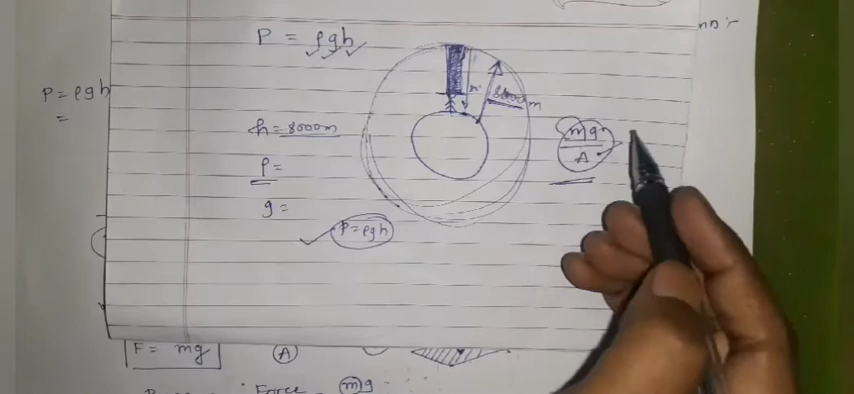 P = ρgh
P = ρgh
=
h = 8000m
h
8000m
mg
A
ρ =
g =
P = ρgh
F = mg
A
Force
mg